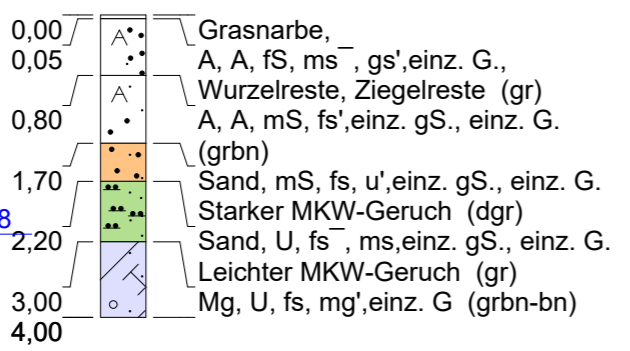 0,00 Grasnarbe,
0,05 A, A, fS, ms¯, gs',einz. G.,
Wurzelreste, Ziegelreste (gr)
0,80 A, A, mS, fs',einz. gS., einz. G.
(grbn)
1,70 Sand, mS, fs, u',einz. gS., einz. G.
8 Starker MKW-Geruch (dgr)
2,20 Sand, U, fs¯, ms,einz. gS., einz. G.
Leichter MKW-Geruch (gr)
3,00 Mg, U, fs, mg',einz. G (grbn-bn)
4,00
A
A